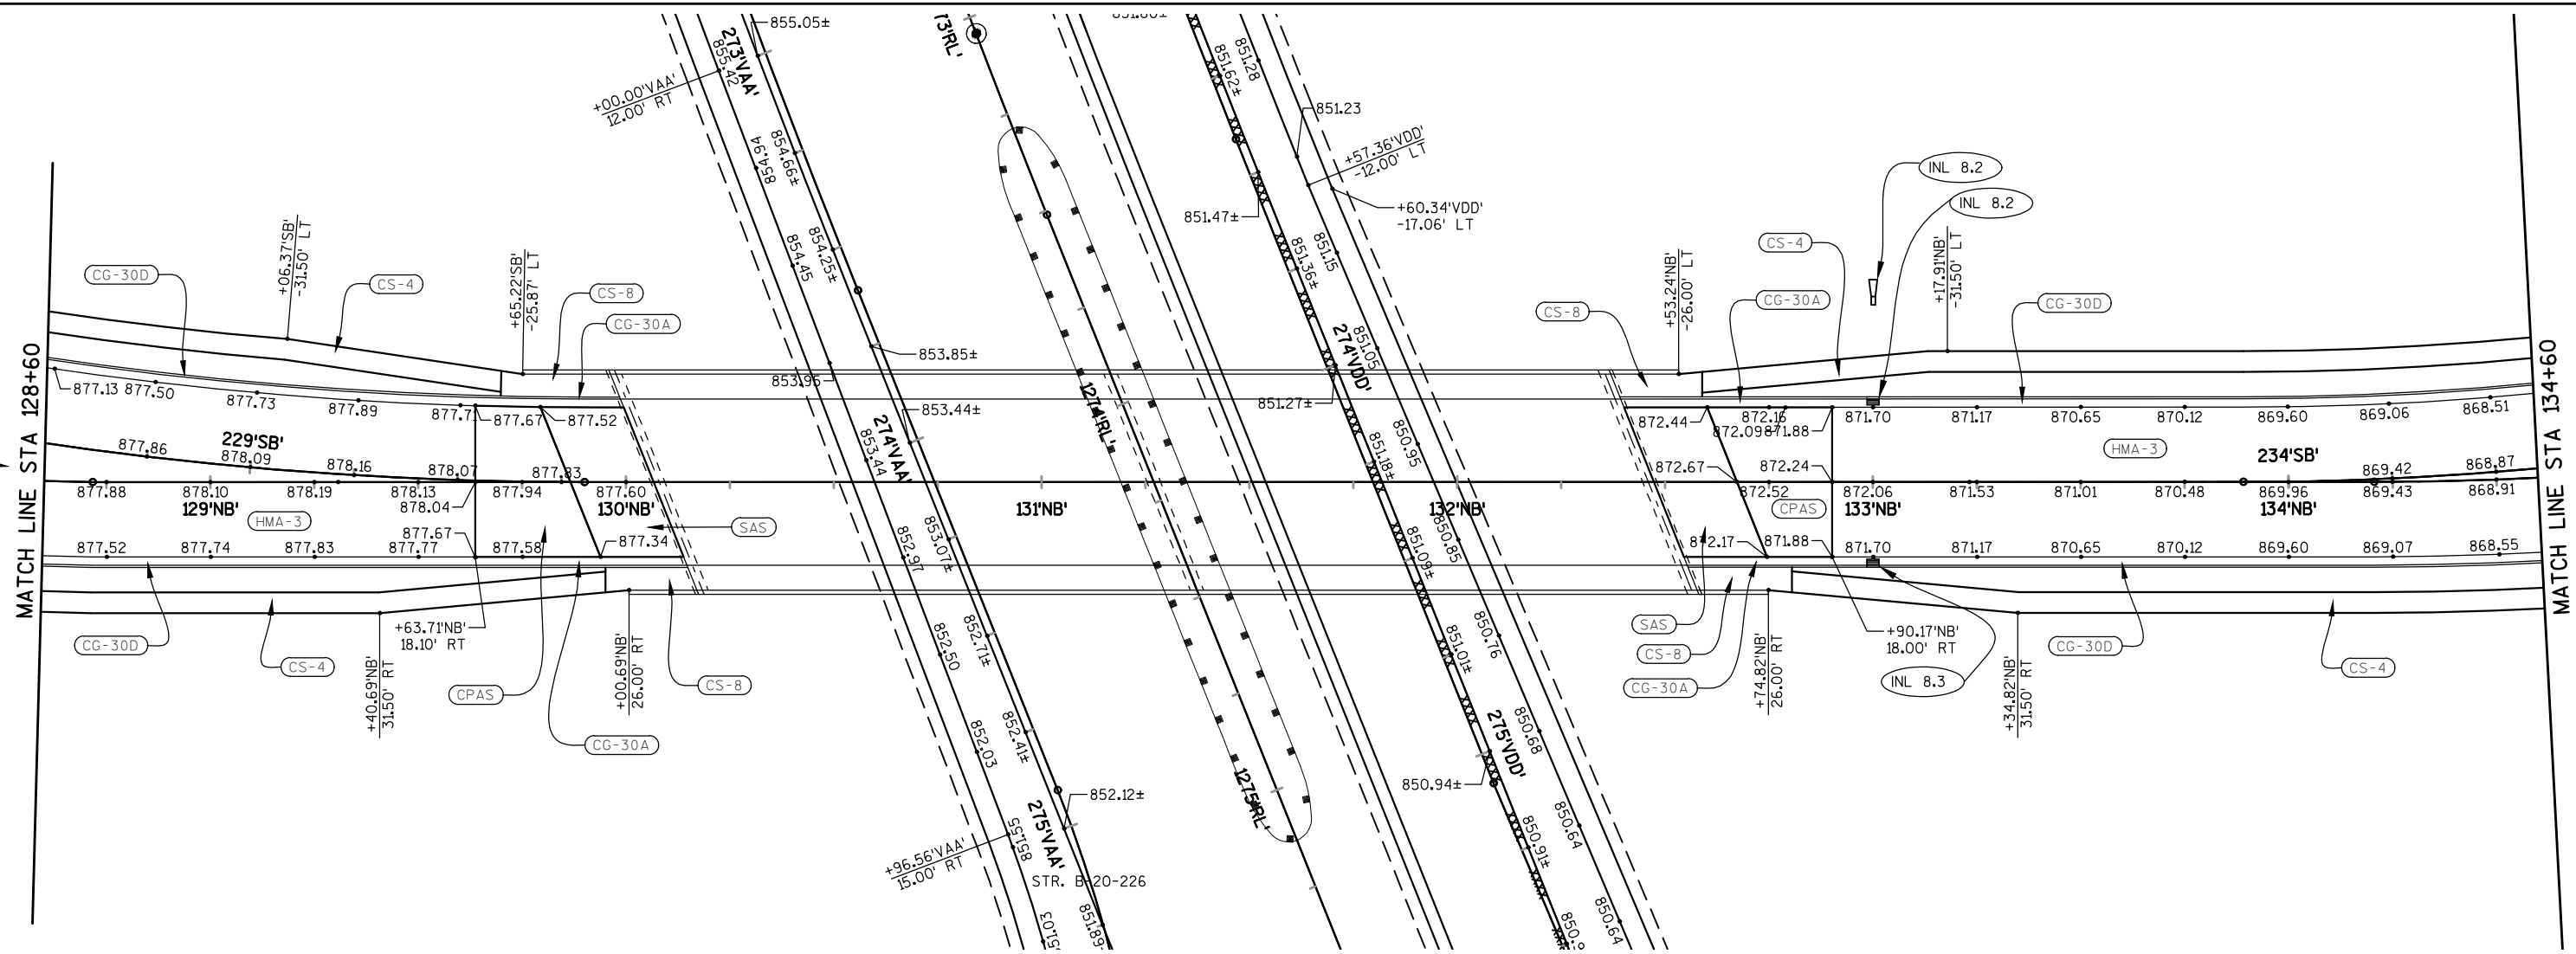 MATCH LINE STA 128+60
CG-30D
+06.37'SB'
-31.50' LT
CS-4
+65.22'SB'
-25.87' LT
CS-8
CG-30A
877.13
877.50
877.73
877.89
877.71
877.67
877.52
877.86
229'SB'
878.09
878.16
878.07
877.83
877.88
878.10
878.19
878.13
877.94
877.60
878.04
129'NB'
130'NB'
HMA-3
SAS
877.67
877.52
877.74
877.83
877.77
877.58
877.34
+63.71'NB'
18.10' RT
CG-30D
CS-4
+40.69'NB'
31.50' RT
CPAS
+00.69'NB'
26.00' RT
CS-8
CG-30A
855.05±
273'VAA'
855.42
+00.00'VAA'
12.00' RT
854.66±
854.94
854.25±
854.45
853.85±
853.95
853.44±
274'VAA'
853.44
853.07±
852.97
852.71±
852.50
852.41±
852.03
852.12±
851.55
275'VAA'
+96.56'VAA'
15.00' RT
STR. B-20-226
1274'RL'
1275'RL'
131'NB'
851.28
851.62±
851.23
+57.36'VDD'
-12.00' LT
+60.34'VDD'
-17.06' LT
851.47±
851.15
851.36±
274'VDD'
851.05
851.27±
850.95
851.18±
132'NB'
850.85
851.09±
850.76
851.01±
275'VDD'
850.68
850.94±
850.64
850.91±
850.64
INL 8.2
INL 8.2
CS-4
CG-30A
CS-8
+53.24'NB'
-26.00' LT
+17.91'NB'
-31.50' LT
CG-30D
872.44
872.16
872.09
871.88
871.70
871.17
870.65
870.12
869.60
869.06
868.51
HMA-3
234'SB'
872.67
872.24
869.42
868.87
872.52
872.06
871.53
871.01
870.48
869.96
869.43
868.91
CPAS
133'NB'
134'NB'
872.17
871.88
871.70
871.17
870.65
870.12
869.60
869.07
868.55
SAS
CS-8
CG-30A
+74.82'NB'
26.00' RT
+90.17'NB'
18.00' RT
INL 8.3
+34.82'NB'
31.50' RT
CG-30D
CS-4
MATCH LINE STA 134+60